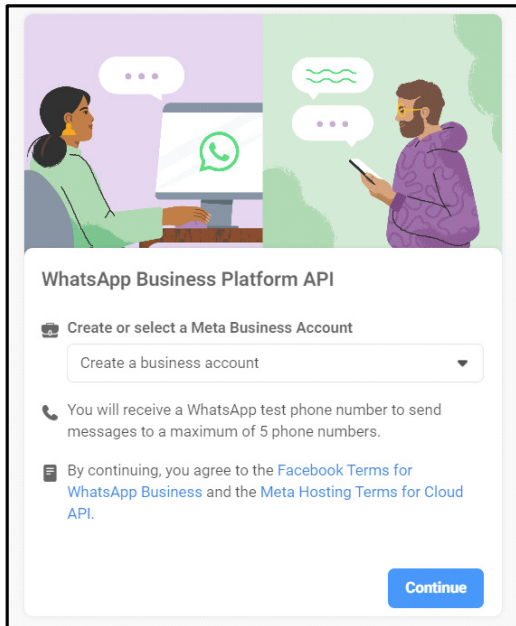 WhatsApp Business Platform API
Create or select a Meta Business Account
Create a business account
You will receive a WhatsApp test phone number to send
messages to a maximum of 5 phone numbers.
By continuing, you agree to the Facebook Terms for
WhatsApp Business and the Meta Hosting Terms for Cloud
API.
Continue